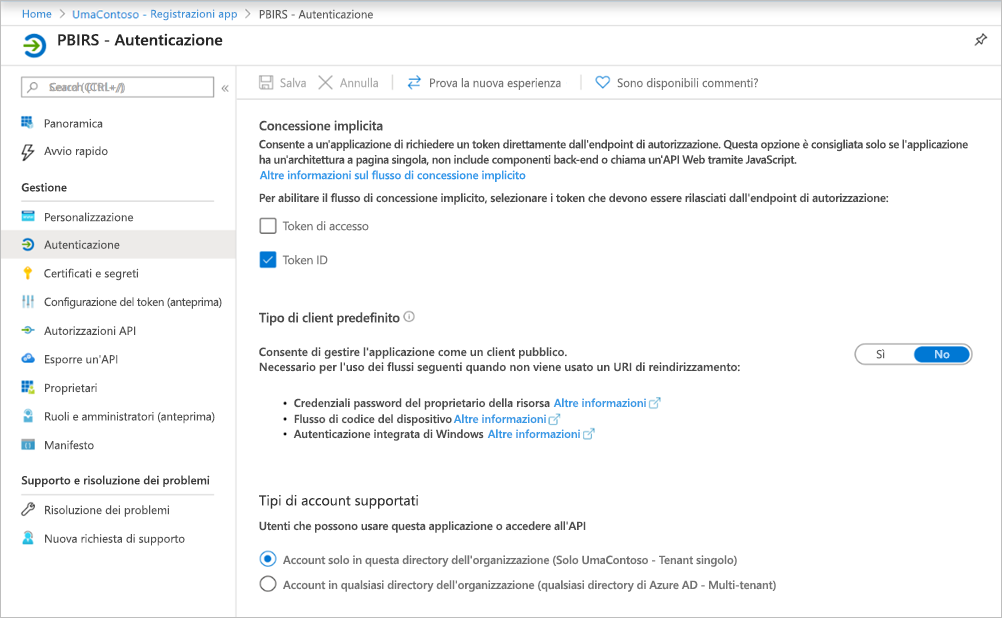 Home > UmaContoso - Registrazioni app > PBIRS - Autenticazione
PBIRS - Autenticazione
Search (CTRL+/)
«
Salva
Annulla
Prova la nuova esperienza
Sono disponibili commenti?
Panoramica
Avvio rapido
Gestione
Personalizzazione
Autenticazione
Certificati e segreti
Configurazione del token (anteprima)
Autorizzazioni API
Esporre un'API
Proprietari
Ruoli e amministratori (anteprima)
Manifesto
Supporto e risoluzione dei problemi
Risoluzione dei problemi
Nuova richiesta di supporto
Concessione implicita
Consente a un'applicazione di richiedere un token direttamente dall'endpoint di autorizzazione. Questa opzione è consigliata solo se l'applicazione
ha un'architettura a pagina singola, non include componenti back-end o chiama un'API Web tramite JavaScript.
Altre informazioni sul flusso di concessione implicito
Per abilitare il flusso di concessione implicito, selezionare i token che devono essere rilasciati dall'endpoint di autorizzazione:
Token di accesso
Token ID
Tipo di client predefinito
Consente di gestire l'applicazione come un client pubblico.
Necessario per l'uso dei flussi seguenti quando non viene usato un URI di reindirizzamento:
Sì No
• Credenziali password del proprietario della risorsa Altre informazioni
• Flusso di codice del dispositivo Altre informazioni
• Autenticazione integrata di Windows Altre informazioni
Tipi di account supportati
Utenti che possono usare questa applicazione o accedere all'API
Account solo in questa directory dell'organizzazione (Solo UmaContoso - Tenant singolo)
Account in qualsiasi directory dell'organizzazione (qualsiasi directory di Azure AD - Multi-tenant)